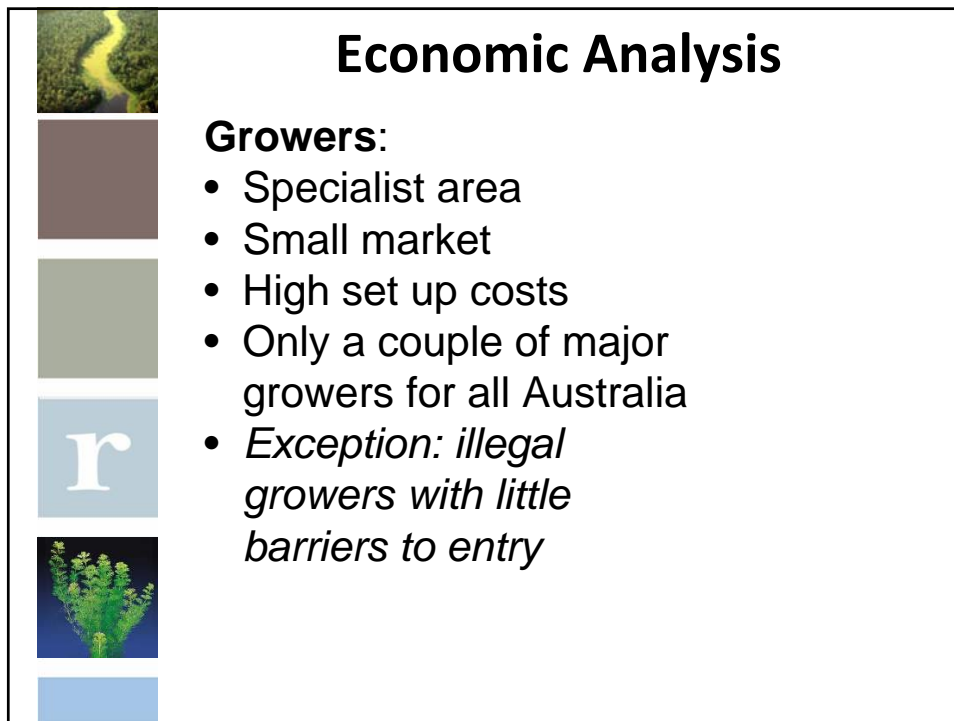 Economic Analysis
Growers:
• Specialist area
• Small market
• High set up costs
• Only a couple of major
growers for all Australia
• Exception: illegal
growers with little
barriers to entry
r